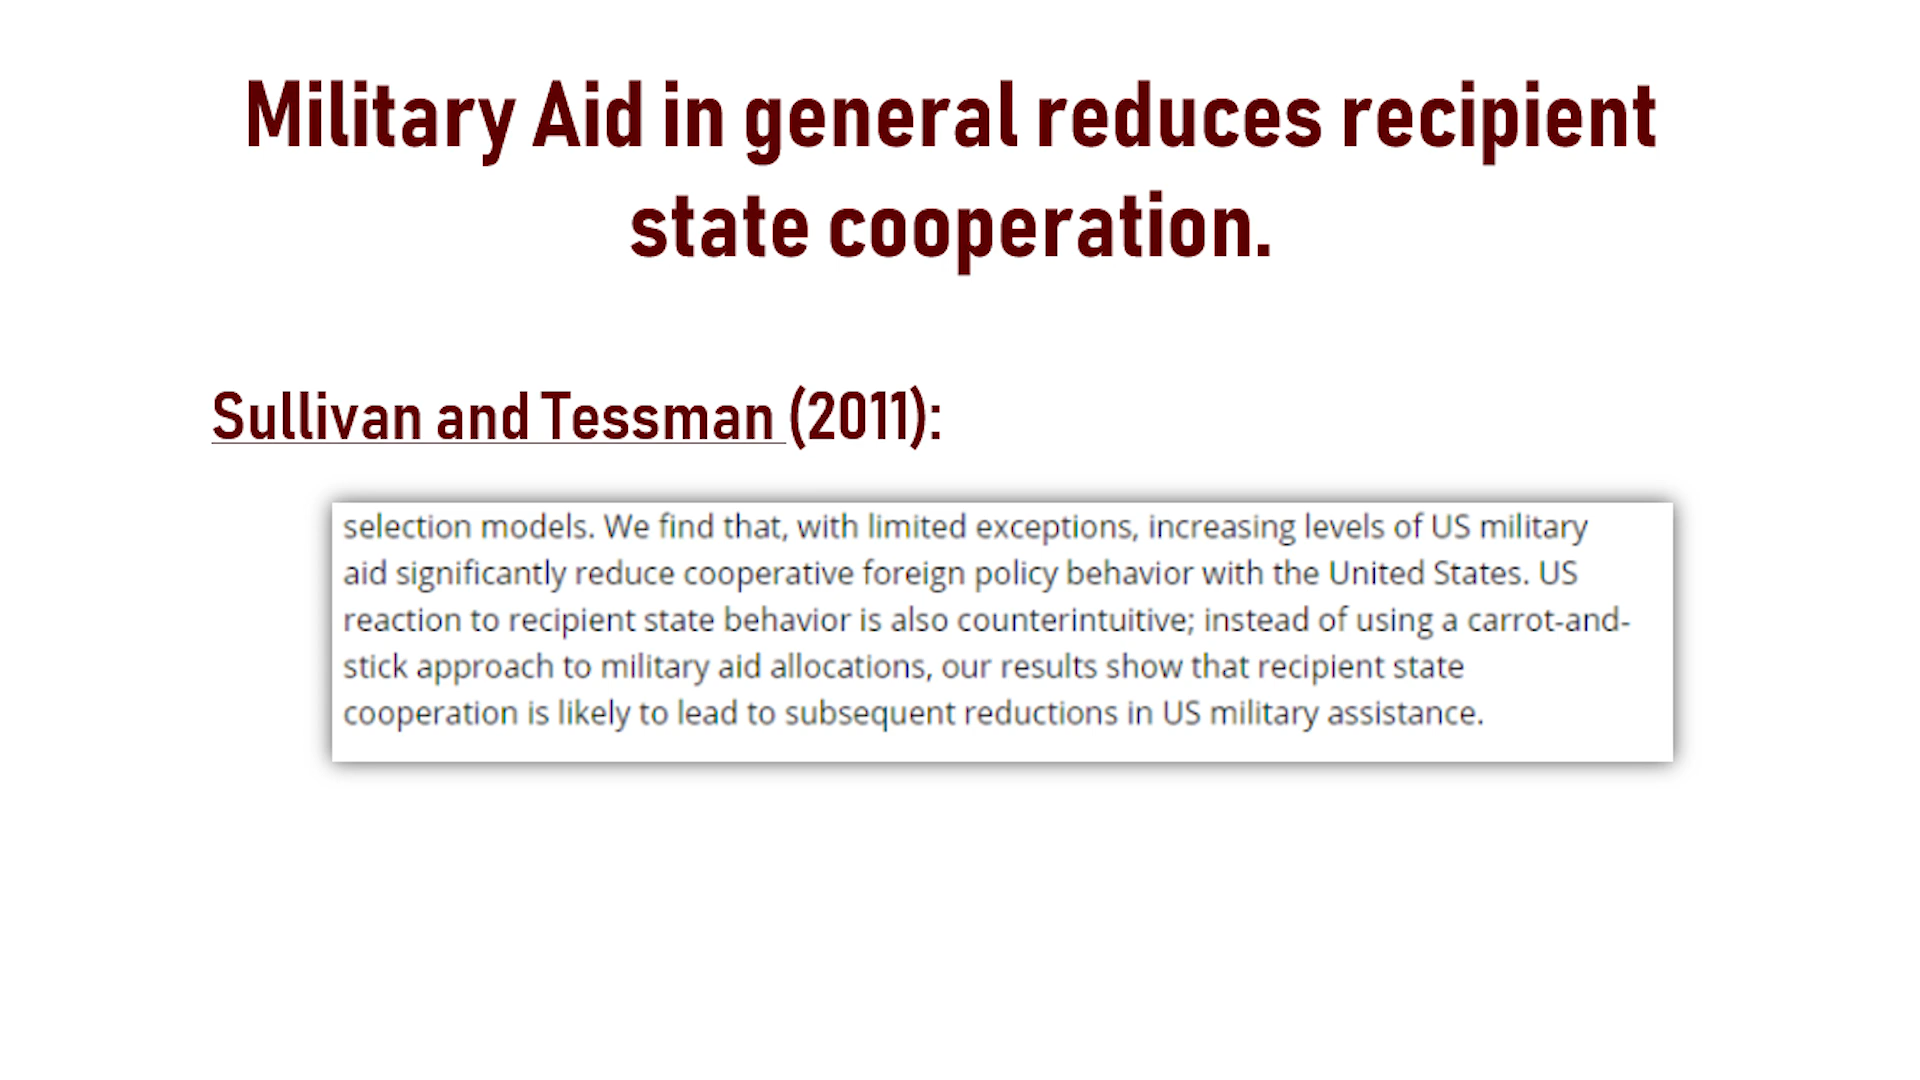 Military Aid in general reduces recipient
state cooperation.
Sullivan and Tessman (2011):
selection models. We find that, with limited exceptions, increasing levels of US military
aid significantly reduce cooperative foreign policy behavior with the United States. US
reaction to recipient state behavior is also counterintuitive; instead of using a carrot-and-
stick approach to military aid allocations, our results show that recipient state
cooperation is likely to lead to subsequent reductions in US military assistance.